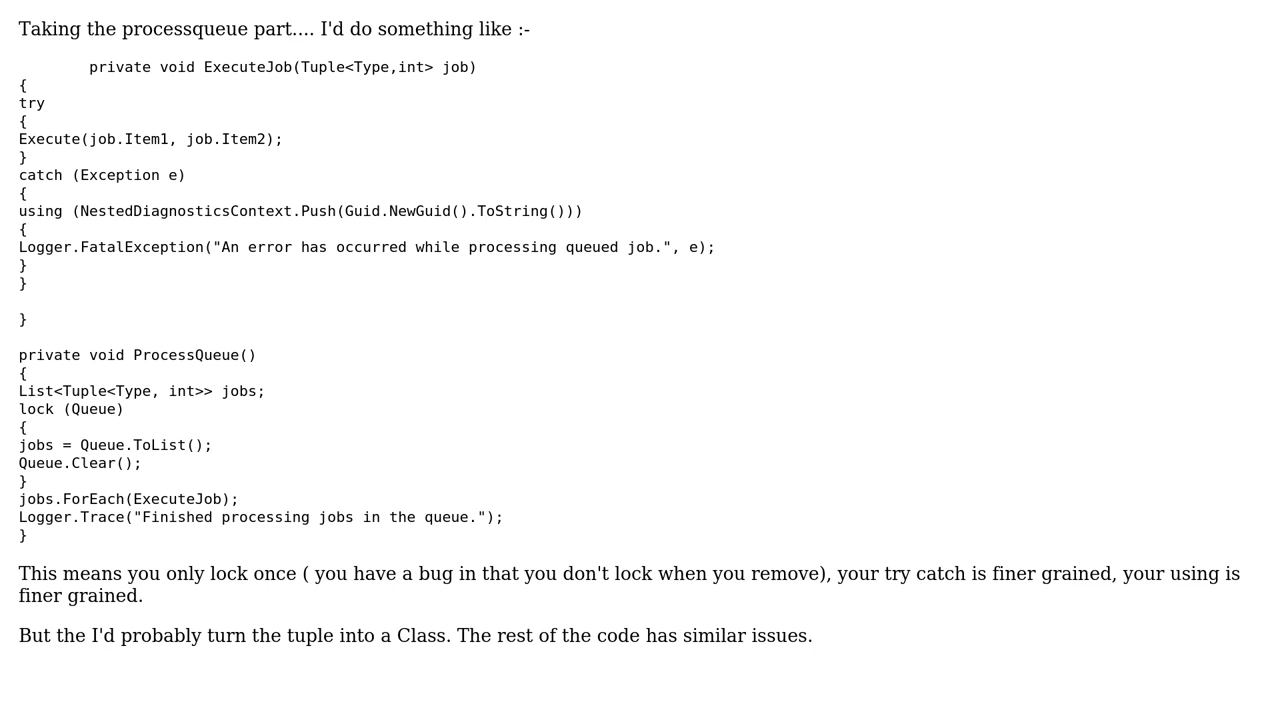 Taking the processqueue part.... I'd do something like :-
private void ExecuteJob(Tuple<Type,int> job)
{
try
{
Execute(job.Item1, job.Item2);
}
catch (Exception e)
{
using (NestedDiagnosticsContext.Push(Guid.NewGuid().ToString()))
{
Logger.FatalException("An error has occurred while processing queued job.", e);
}
}
}
private void ProcessQueue()
{
List<Tuple<Type, int>> jobs;
lock (Queue)
{
jobs = Queue.ToList();
Queue.Clear();
}
jobs.ForEach(ExecuteJob);
Logger.Trace("Finished processing jobs in the queue.");
}
This means you only lock once ( you have a bug in that you don't lock when you remove), your try catch is finer grained, your using is
finer grained.
But the I'd probably turn the tuple into a Class. The rest of the code has similar issues.